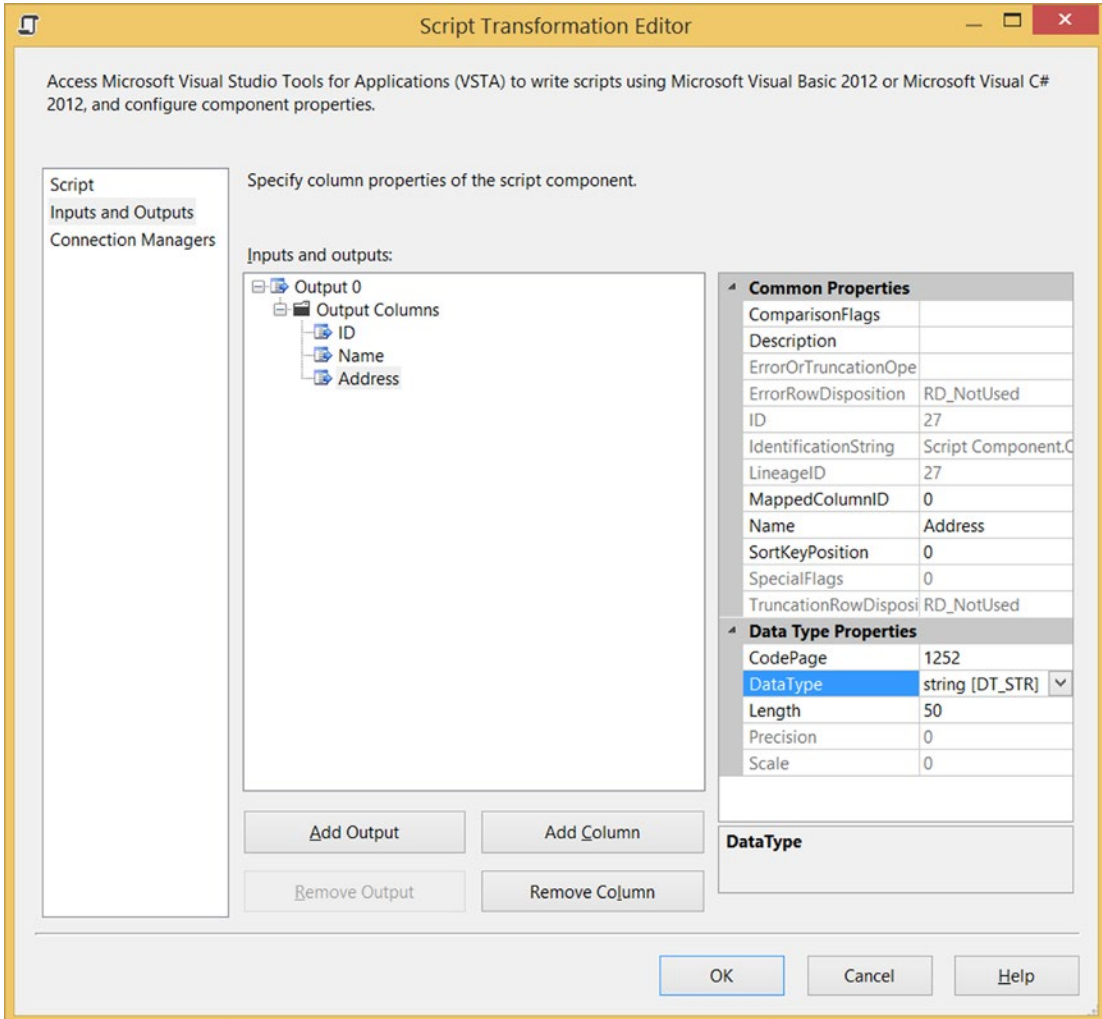 Script Transformation Editor
Access Microsoft Visual Studio Tools for Applications (VSTA) to write scripts using Microsoft Visual Basic 2012 or Microsoft Visual C#
2012, and configure component properties.
Script
Inputs and Outputs
Connection Managers
Specify column properties of the script component.
Inputs and outputs:
Output 0
Output Columns
ID
Name
Address
Common Properties
ComparisonFlags
Description
ErrorOrTruncationOpe
ErrorRowDisposition RD_NotUsed
ID 27
IdentificationString Script Component.O
LineageID 27
MappedColumnID 0
Name Address
SortKeyPosition 0
SpecialFlags 0
TruncationRowDisposi RD_NotUsed
Data Type Properties
CodePage 1252
DataType string [DT_STR]
Length 50
Precision 0
Scale 0
Add Output
Add Column
Remove Output
Remove Column
DataType
OK
Cancel
Help